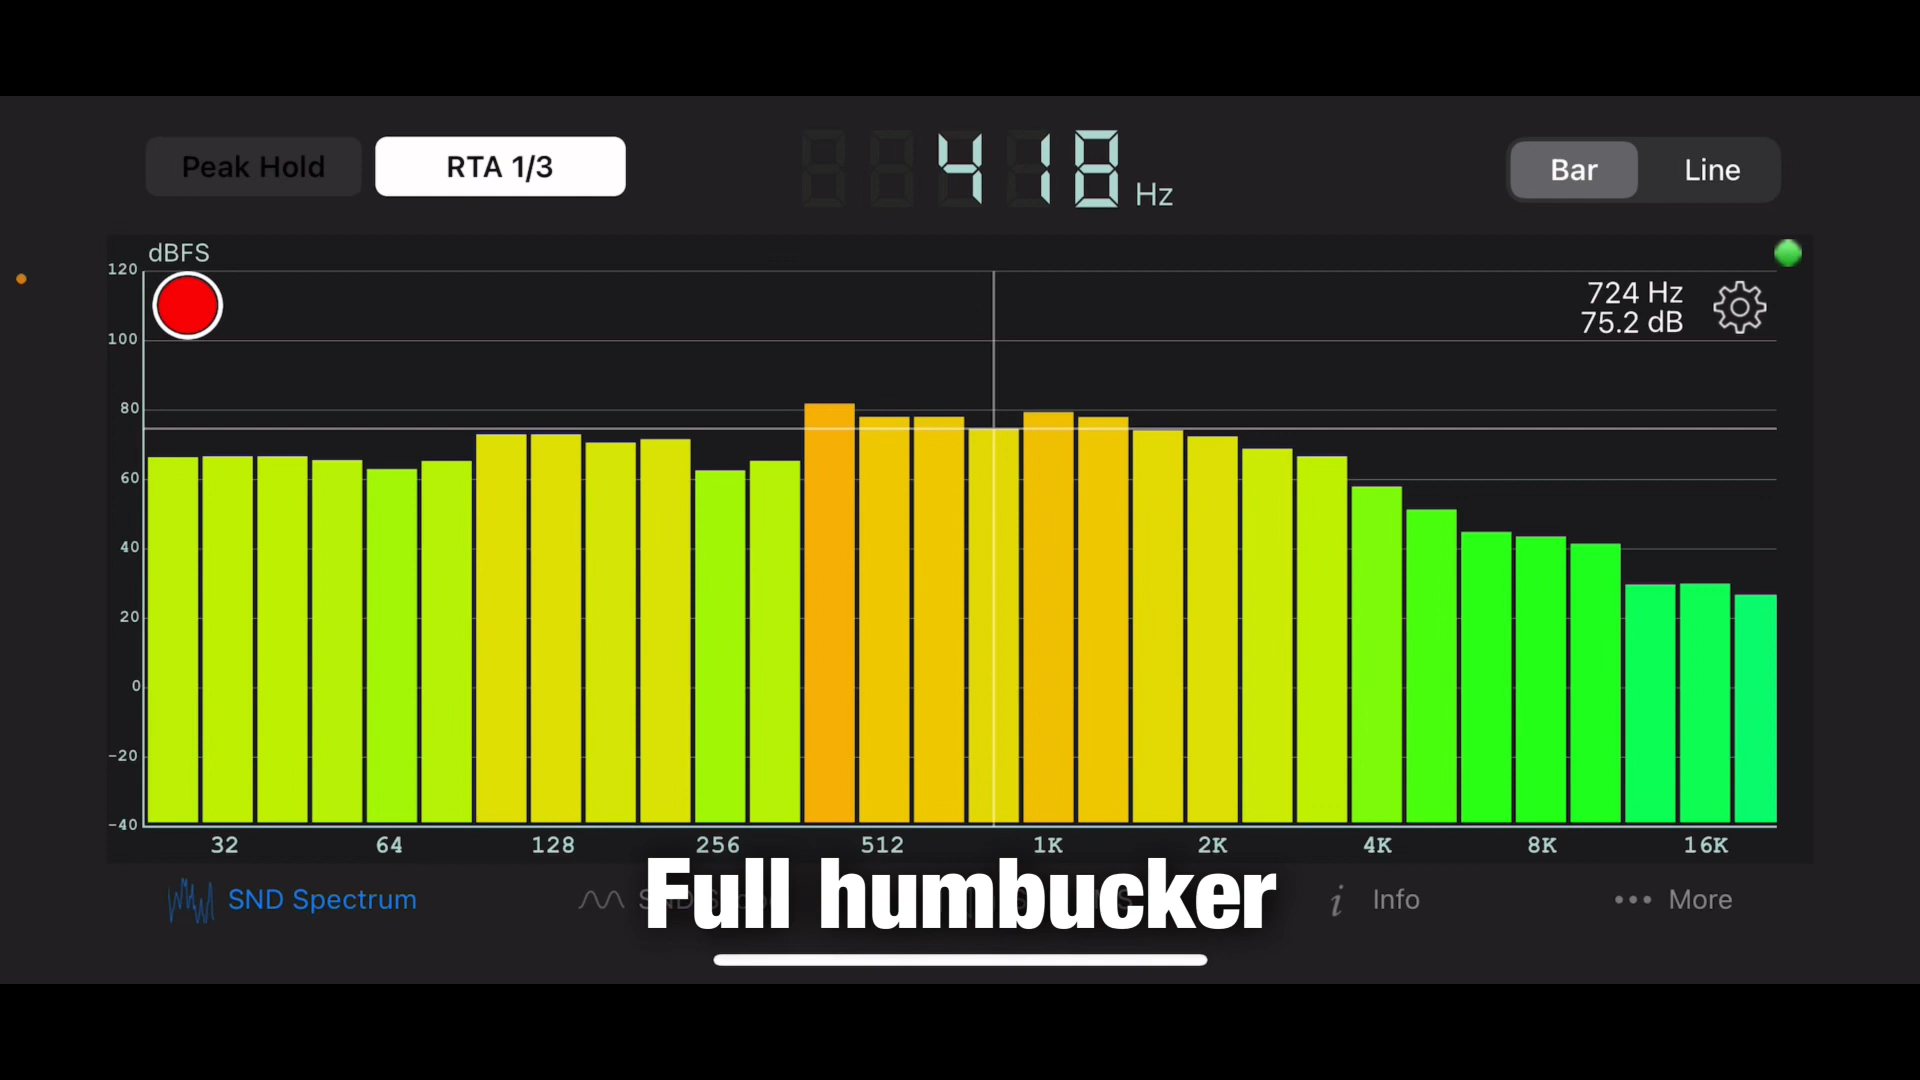 Peak Hold
RTA 1/3
418 Hz
Bar
Line
dBFS
724 Hz
75.2 dB
120
100
80
60
40
20
0
-20
-40
32 64 128 256 512 1K 2K 4K 8K 16K
SND Spectrum
Full humbucker
Info
More